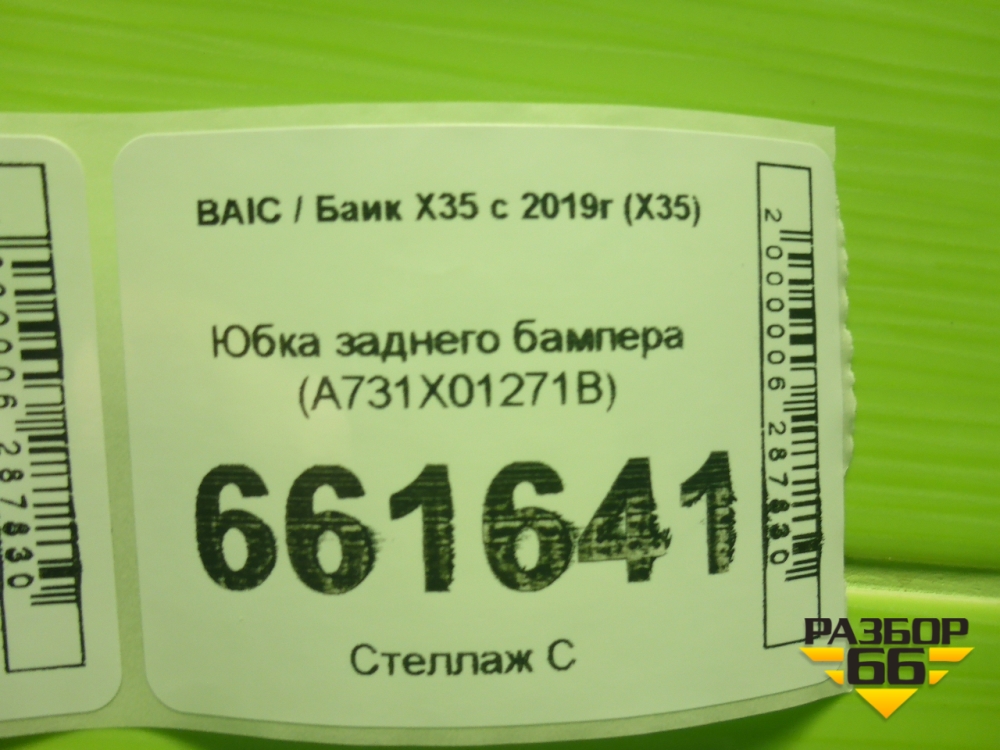 BAIC / Баик X35 с 2019г (X35)
Юбка заднего бампера
(A731X01271B)
661641
Стеллаж С
2000006287830
РАЗБОР
66